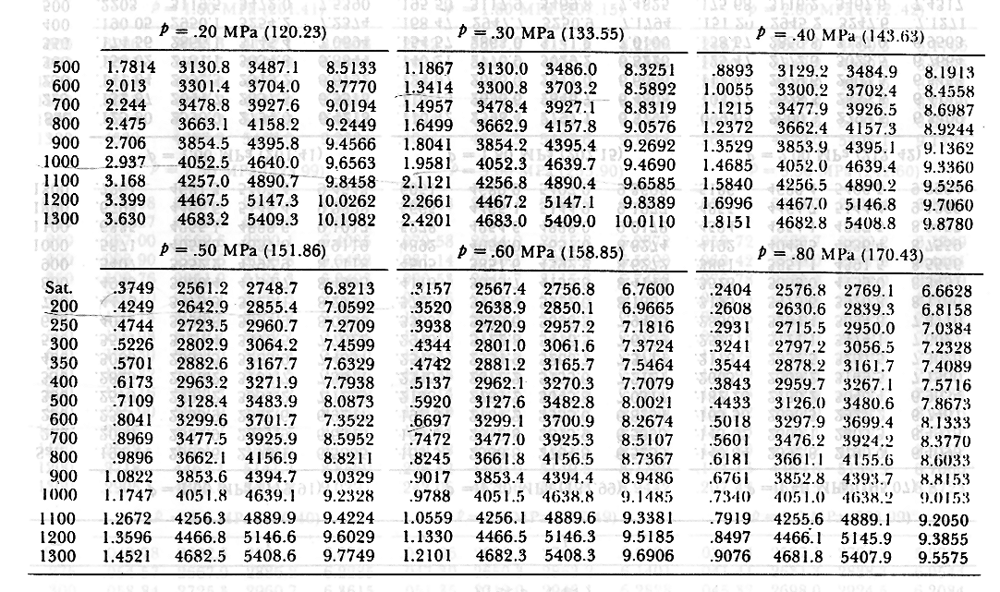 p = .20 MPa (120.23) p = .30 MPa (133.55) p = .40 MPa (143.63)
500 1.7814 3130.8 3487.1 8.5133 1.1867 3130.0 3486.0 8.3251 .8893 3129.2 3484.9 8.1913
600 2.013 3301.4 3704.0 8.7770 1.3414 3300.8 3703.2 8.5892 1.0055 3300.2 3702.4 8.4558
700 2.244 3478.8 3927.6 9.0194 1.4957 3478.4 3927.1 8.8319 1.1215 3477.9 3926.5 8.6987
800 2.475 3663.1 4158.2 9.2449 1.6499 3662.9 4157.8 9.0576 1.2372 3662.4 4157.3 8.9244
900 2.706 3854.5 4395.8 9.4566 1.8041 3854.2 4395.4 9.2692 1.3529 3853.9 4395.1 9.1362
1000 2.937 4052.5 4640.0 9.6563 1.9581 4052.3 4639.7 9.4690 1.4685 4052.0 4639.4 9.3360
1100 3.168 4257.0 4890.7 9.8458 2.1121 4256.8 4890.4 9.6585 1.5840 4256.5 4890.2 9.5256
1200 3.399 4467.5 5147.3 10.0262 2.2661 4467.2 5147.1 9.8389 1.6996 4467.0 5146.8 9.7060
1300 3.630 4683.2 5409.3 10.1982 2.4201 4683.0 5409.0 10.0110 1.8151 4682.8 5408.8 9.8780
p = .50 MPa (151.86) p = .60 MPa (158.85) p = .80 MPa (170.43)
Sat. .3749 2561.2 2748.7 6.8213 .3157 2567.4 2756.8 6.7600 .2404 2576.8 2769.1 6.6628
200 .4249 2642.9 2855.4 7.0592 .3520 2638.9 2850.1 6.9665 .2608 2630.6 2839.3 6.8158
250 .4744 2723.5 2960.7 7.2709 .3938 2720.9 2957.2 7.1816 .2931 2715.5 2950.0 7.0384
300 .5226 2802.9 3064.2 7.4599 .4344 2801.0 3061.6 7.3724 .3241 2797.2 3056.5 7.2328
350 .5701 2882.6 3167.7 7.6329 .4742 2881.2 3165.7 7.5464 .3544 2878.2 3161.7 7.4089
400 .6173 2963.2 3271.9 7.7938 .5137 2962.1 3270.3 7.7079 .3843 2959.7 3267.1 7.5716
500 .7109 3128.4 3483.9 8.0873 .5920 3127.6 3482.8 8.0021 .4433 3126.0 3480.6 7.8673
600 .8041 3299.6 3701.7 7.3522 .6697 3299.1 3700.9 8.2674 .5018 3297.9 3699.4 8.1333
700 .8969 3477.5 3925.9 8.5952 .7472 3477.0 3925.3 8.5107 .5601 3476.2 3924.2 8.3770
800 .9896 3662.1 4156.9 8.8211 .8245 3661.8 4156.5 8.7367 .6181 3661.1 4155.6 8.6033
900 1.0822 3853.6 4394.7 9.0329 .9017 3853.4 4394.4 8.9486 .6761 3852.8 4393.7 8.8153
1000 1.1747 4051.8 4639.1 9.2328 .9788 4051.5 4638.8 9.1485 .7340 4051.0 4638.2 9.0153
1100 1.2672 4256.3 4889.9 9.4224 1.0559 4256.1 4889.6 9.3381 .7919 4255.6 4889.1 9.2050
1200 1.3596 4466.8 5146.6 9.6029 1.1330 4466.5 5146.3 9.5185 .8497 4466.1 5145.9 9.3855
1300 1.4521 4682.5 5408.6 9.7749 1.2101 4682.3 5408.3 9.6906 .9076 4681.8 5407.9 9.5575